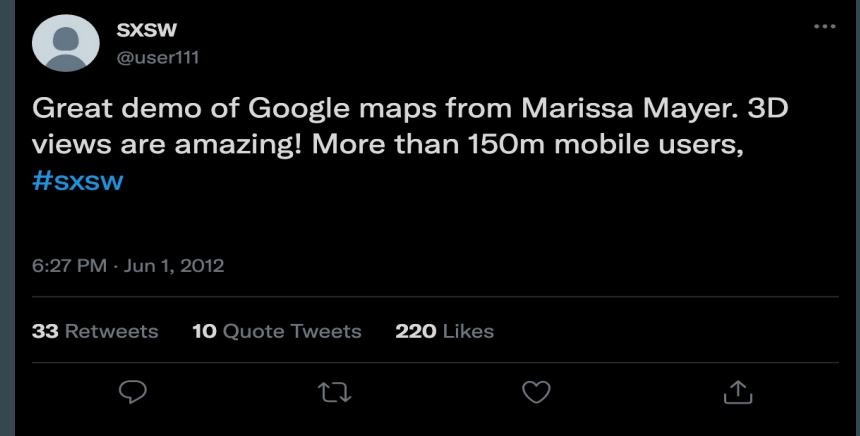 sxsw
@user111
Great demo of Google maps from Marissa Mayer. 3D
views are amazing! More than 150m mobile users,
#sxsw
6:27 PM · Jun 1, 2012
33 Retweets 10 Quote Tweets 220 Likes